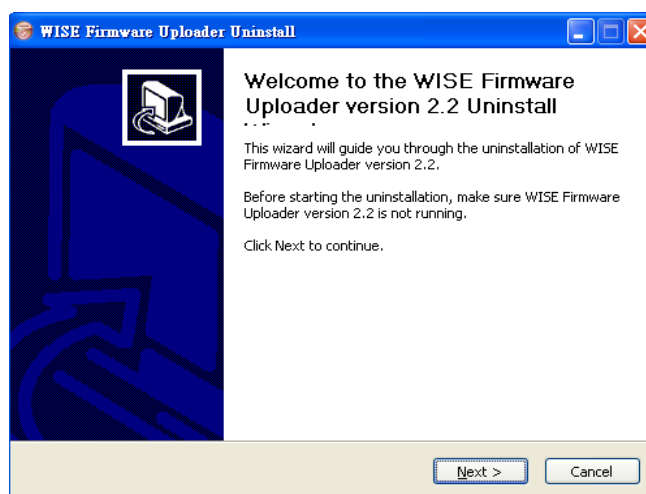 WISE Firmware Uploader Uninstall
Welcome to the WISE Firmware
Uploader version 2.2 Uninstall
This wizard will guide you through the uninstallation of WISE
Firmware Uploader version 2.2.
Before starting the uninstallation, make sure WISE Firmware
Uploader version 2.2 is not running.
Click Next to continue.
Next >
Cancel